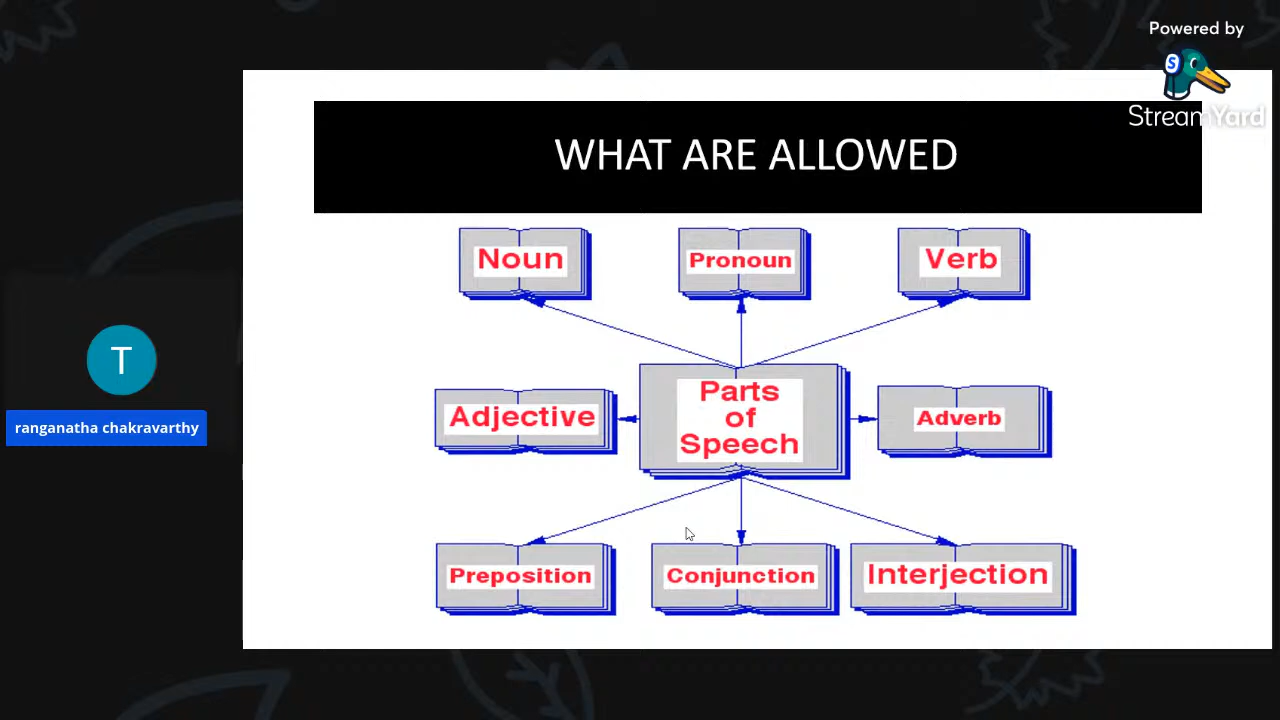 Powered by
StreamYard
WHAT ARE ALLOWED
Noun
Pronoun
Verb
Adjective
Parts
of
Speech
Adverb
T
ranganatha chakravarthy
Preposition
Conjunction
Interjection